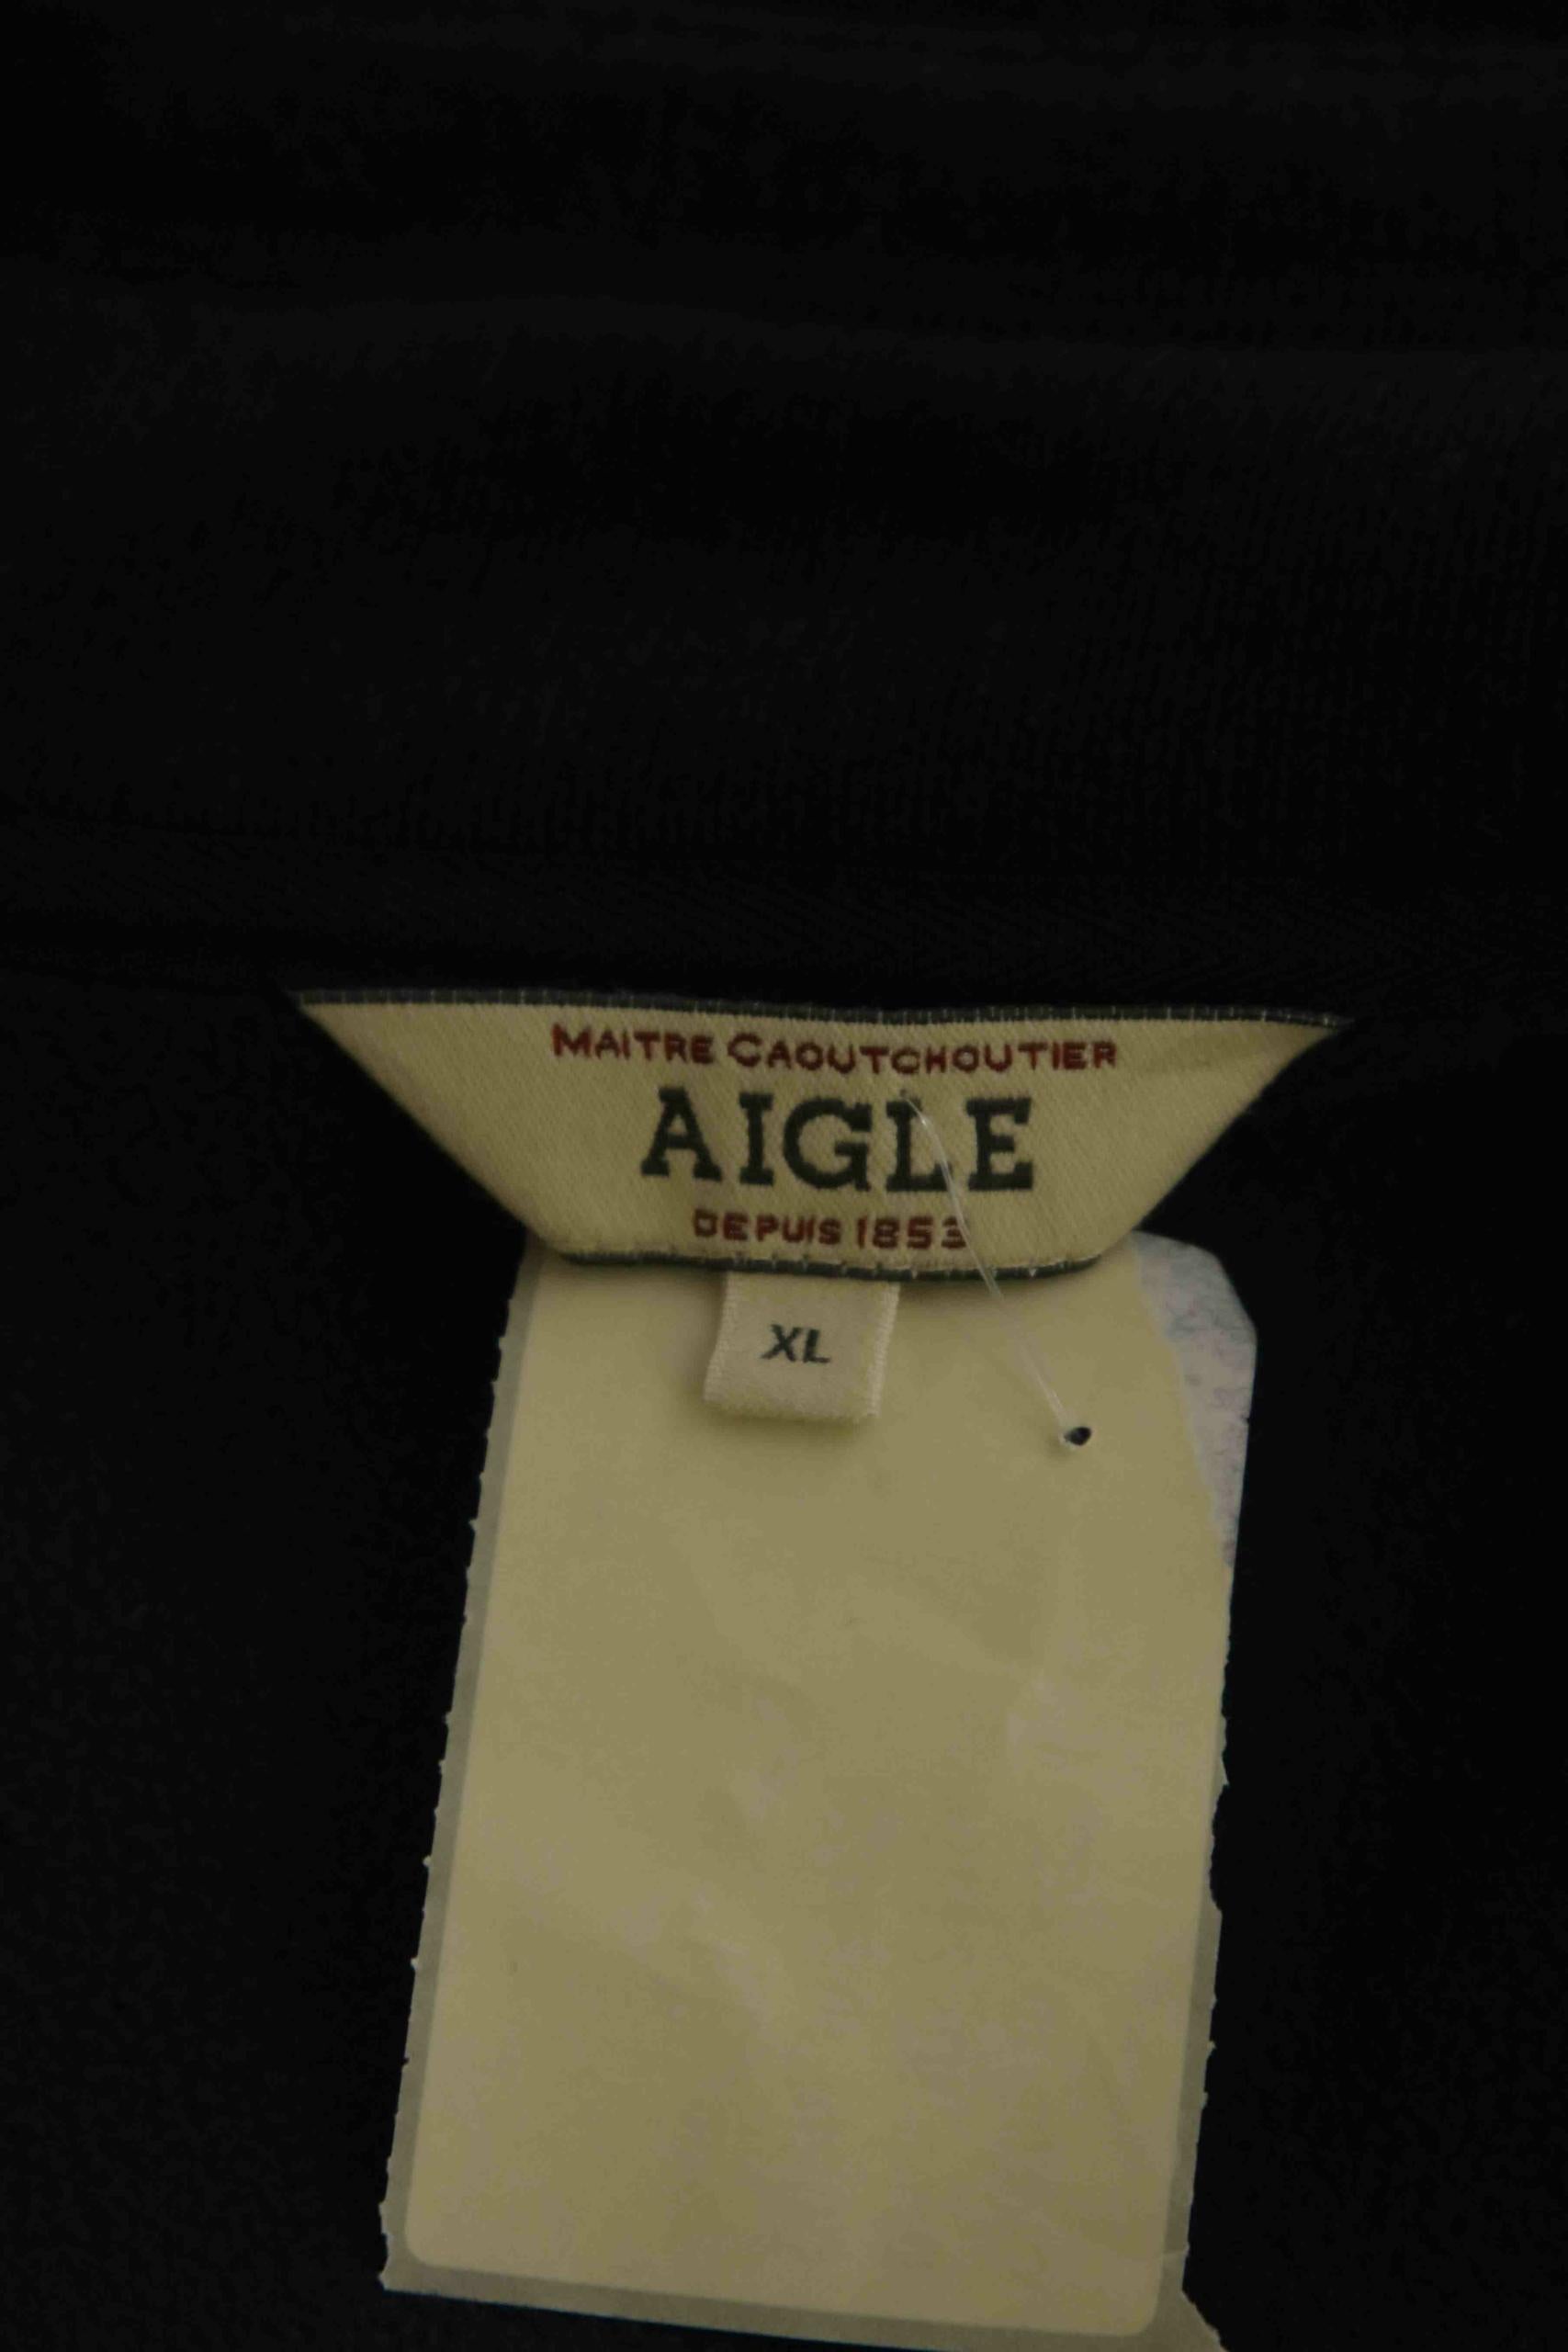 MAITRE CAOUTCHOUTIER
AIGLE
DEPUIS 1853
XL